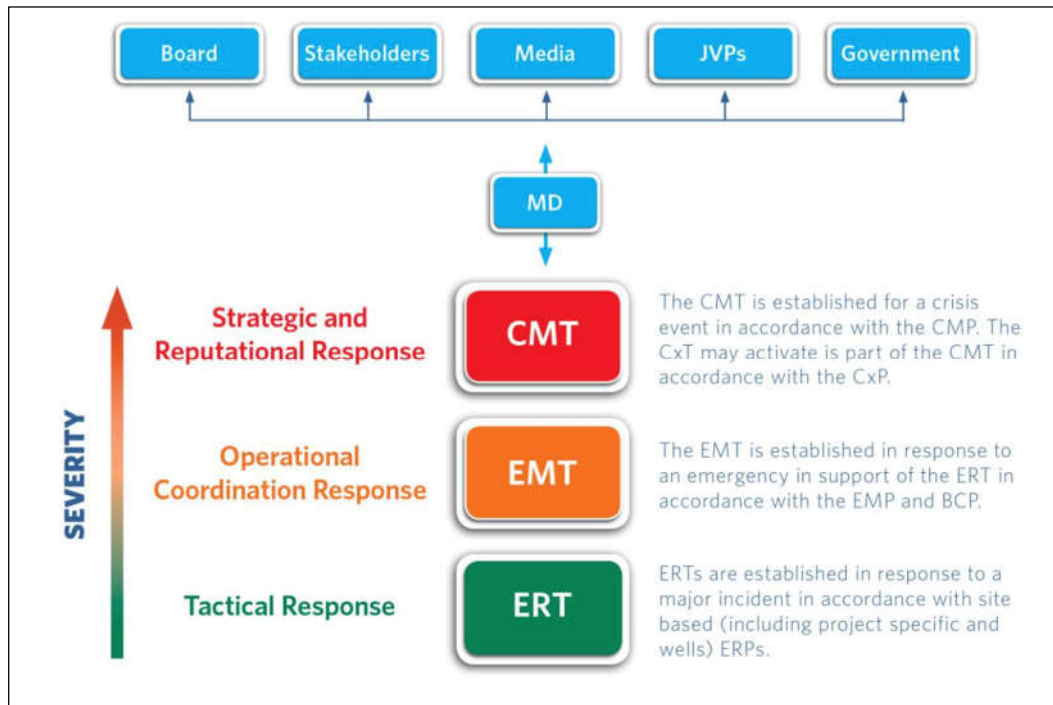 Board
Stakeholders
Media
JVPs
Government
MD
SEVERITY
Strategic and
Reputational Response
CMT
The CMT is established for a crisis
event in accordance with the CMP. The
CxT may activate is part of the CMT in
accordance with the CxP.
Operational
Coordination Response
EMT
The EMT is established in response to
an emergency in support of the ERT in
accordance with the EMP and BCP.
Tactical Response
ERT
ERTs are established in response to a
major incident in accordance with site
based (including project specific and
wells) ERPs.